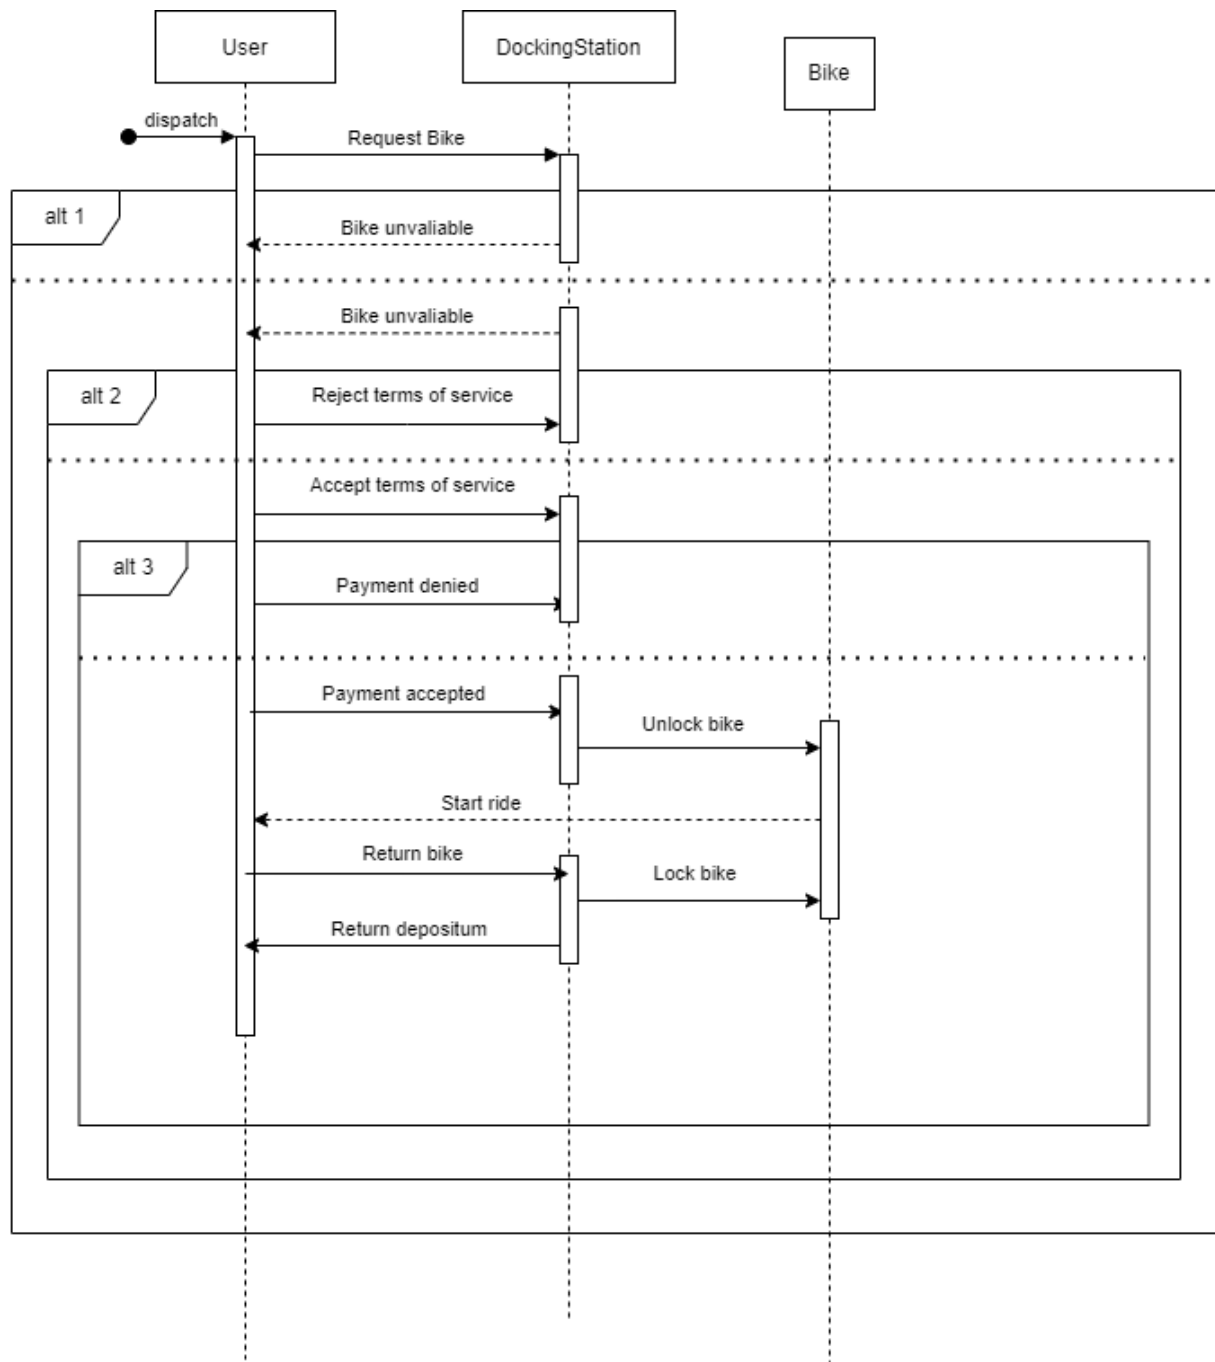 User
DockingStation
Bike
dispatch
Request Bike
alt 1
Bike unvaliable
Bike unvaliable
alt 2
Reject terms of service
Accept terms of service
alt 3
Payment denied
Payment accepted
Unlock bike
Start ride
Return bike
Lock bike
Return depositum